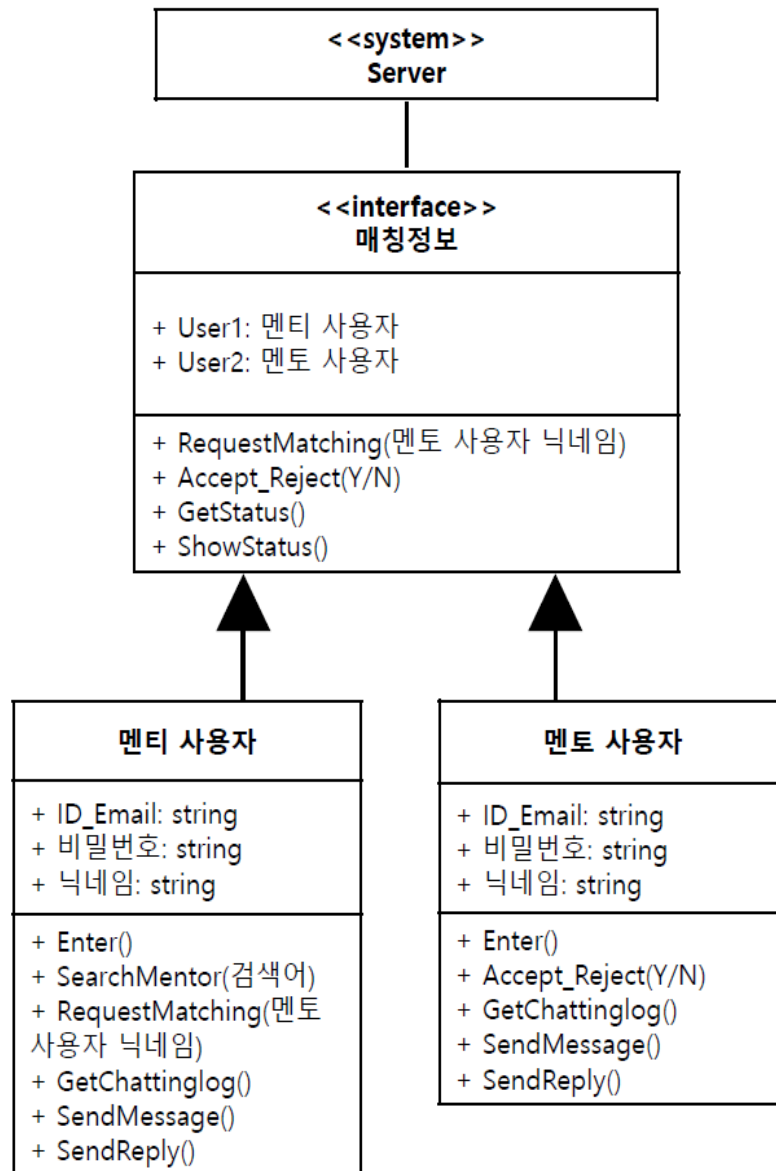 <<system>>
Server
<<interface>>
매칭정보
+ User1: 멘티 사용자
+ User2: 멘토 사용자
+ RequestMatching(멘토 사용자 닉네임)
+ Accept_Reject(Y/N)
+ GetStatus()
+ ShowStatus()
멘티 사용자
+ ID_Email: string
+ 비밀번호: string
+ 닉네임: string
+ Enter()
+ SearchMentor(검색어)
+ RequestMatching(멘토
사용자 닉네임)
+ GetChattinglog()
+ SendMessage()
+ SendReply()
멘토 사용자
+ ID_Email: string
+ 비밀번호: string
+ 닉네임: string
+ Enter()
+ Accept_Reject(Y/N)
+ GetChattinglog()
+ SendMessage()
+ SendReply()